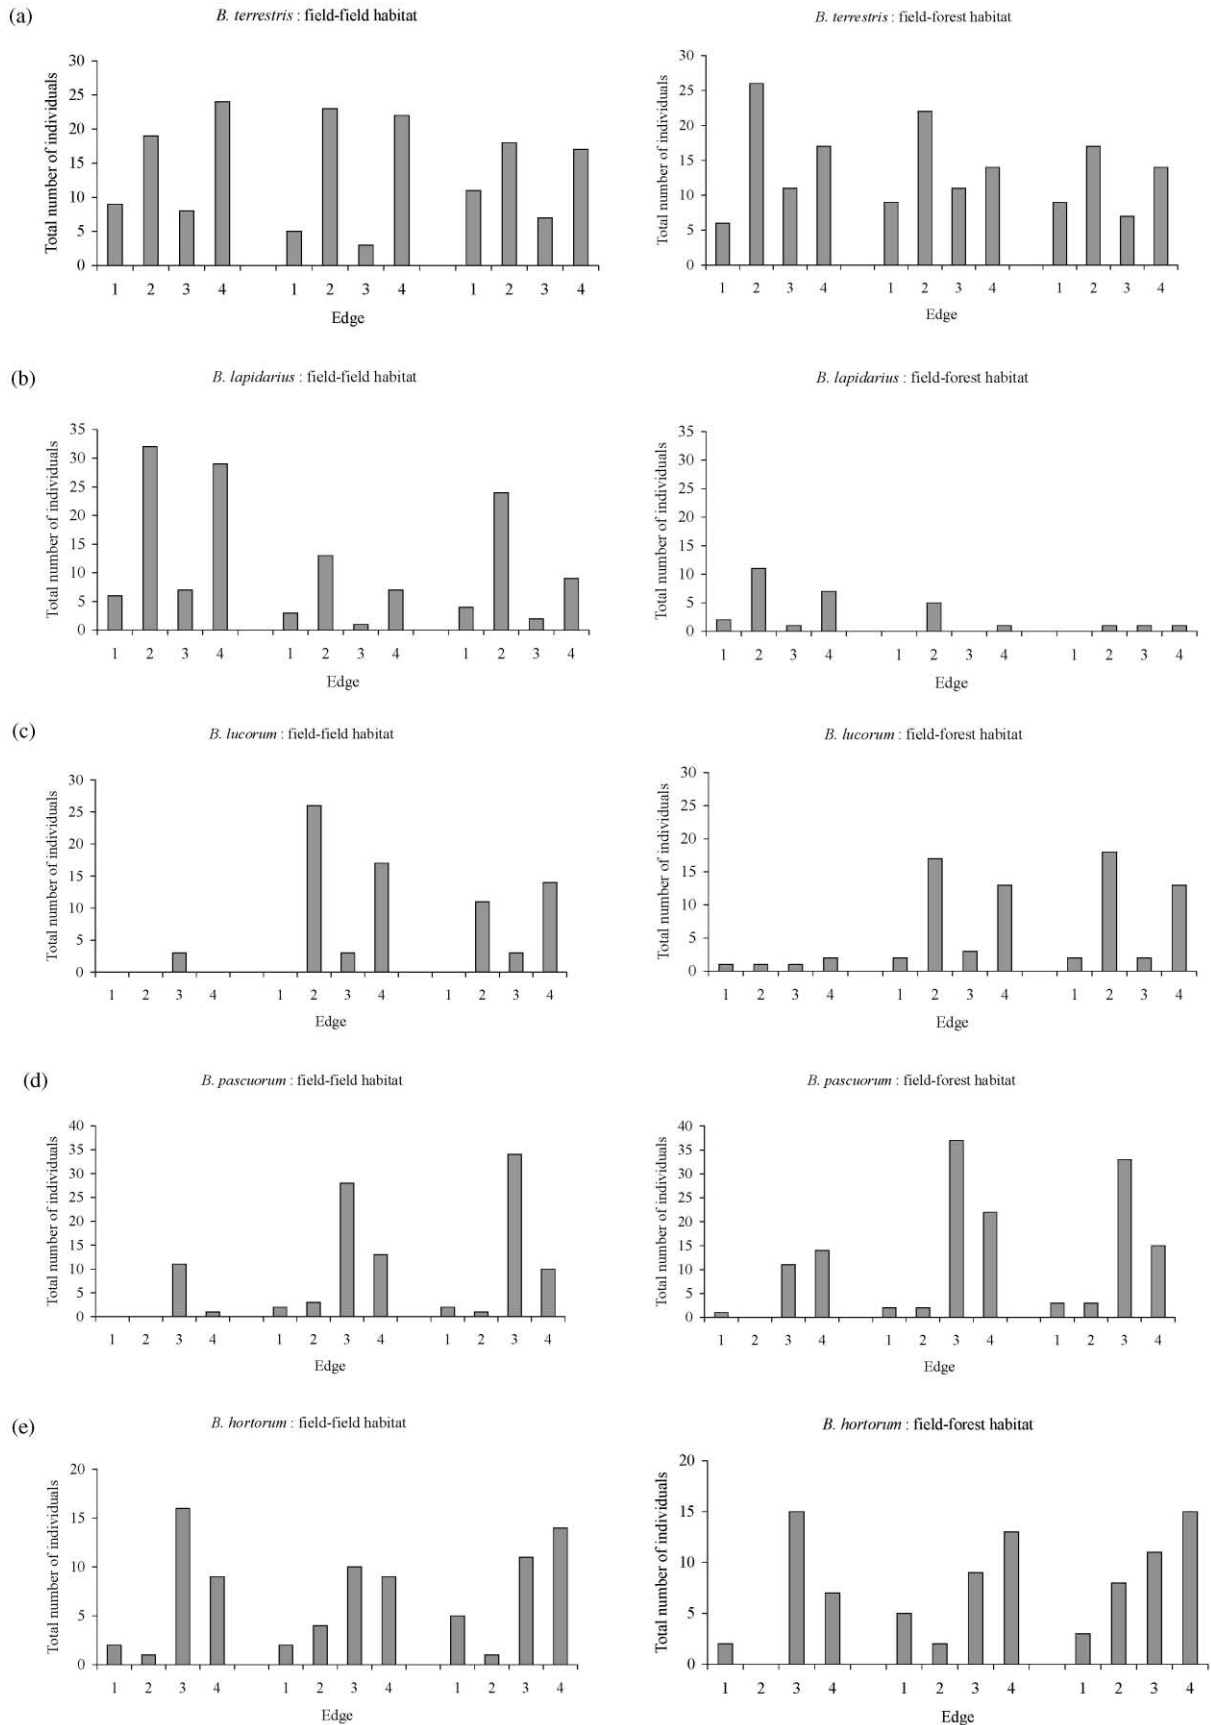 (a)
B. terrestris : field-field habitat
Total number of individuals
30
25
20
15
10
5
0
1 2 3 4 1 2 3 4 1 2 3 4
Edge
B. terrestris : field-forest habitat
Total number of individuals
30
25
20
15
10
5
0
1 2 3 4 1 2 3 4 1 2 3 4
Edge
(b)
B. lapidarius : field-field habitat
Total number of individuals
35
30
25
20
15
10
5
0
1 2 3 4 1 2 3 4 1 2 3 4
Edge
B. lapidarius : field-forest habitat
Total number of individuals
35
30
25
20
15
10
5
0
1 2 3 4 1 2 3 4 1 2 3 4
Edge
(c)
B. lucorum : field-field habitat
Total number of individuals
30
25
20
15
10
5
0
1 2 3 4 1 2 3 4 1 2 3 4
Edge
B. lucorum : field-forest habitat
Total number of individuals
30
25
20
15
10
5
0
1 2 3 4 1 2 3 4 1 2 3 4
Edge
(d)
B. pascuorum : field-field habitat
Total number of individuals
40
35
30
25
20
15
10
5
0
1 2 3 4 1 2 3 4 1 2 3 4
Edge
B. pascuorum : field-forest habitat
Total number of individuals
40
35
30
25
20
15
10
5
0
1 2 3 4 1 2 3 4 1 2 3 4
Edge
(e)
B. hortorum : field-field habitat
Total number of individuals
20
15
10
5
0
1 2 3 4 1 2 3 4 1 2 3 4
Edge
B. hortorum : field-forest habitat
Total number of individuals
20
15
10
5
0
1 2 3 4 1 2 3 4 1 2 3 4
Edge